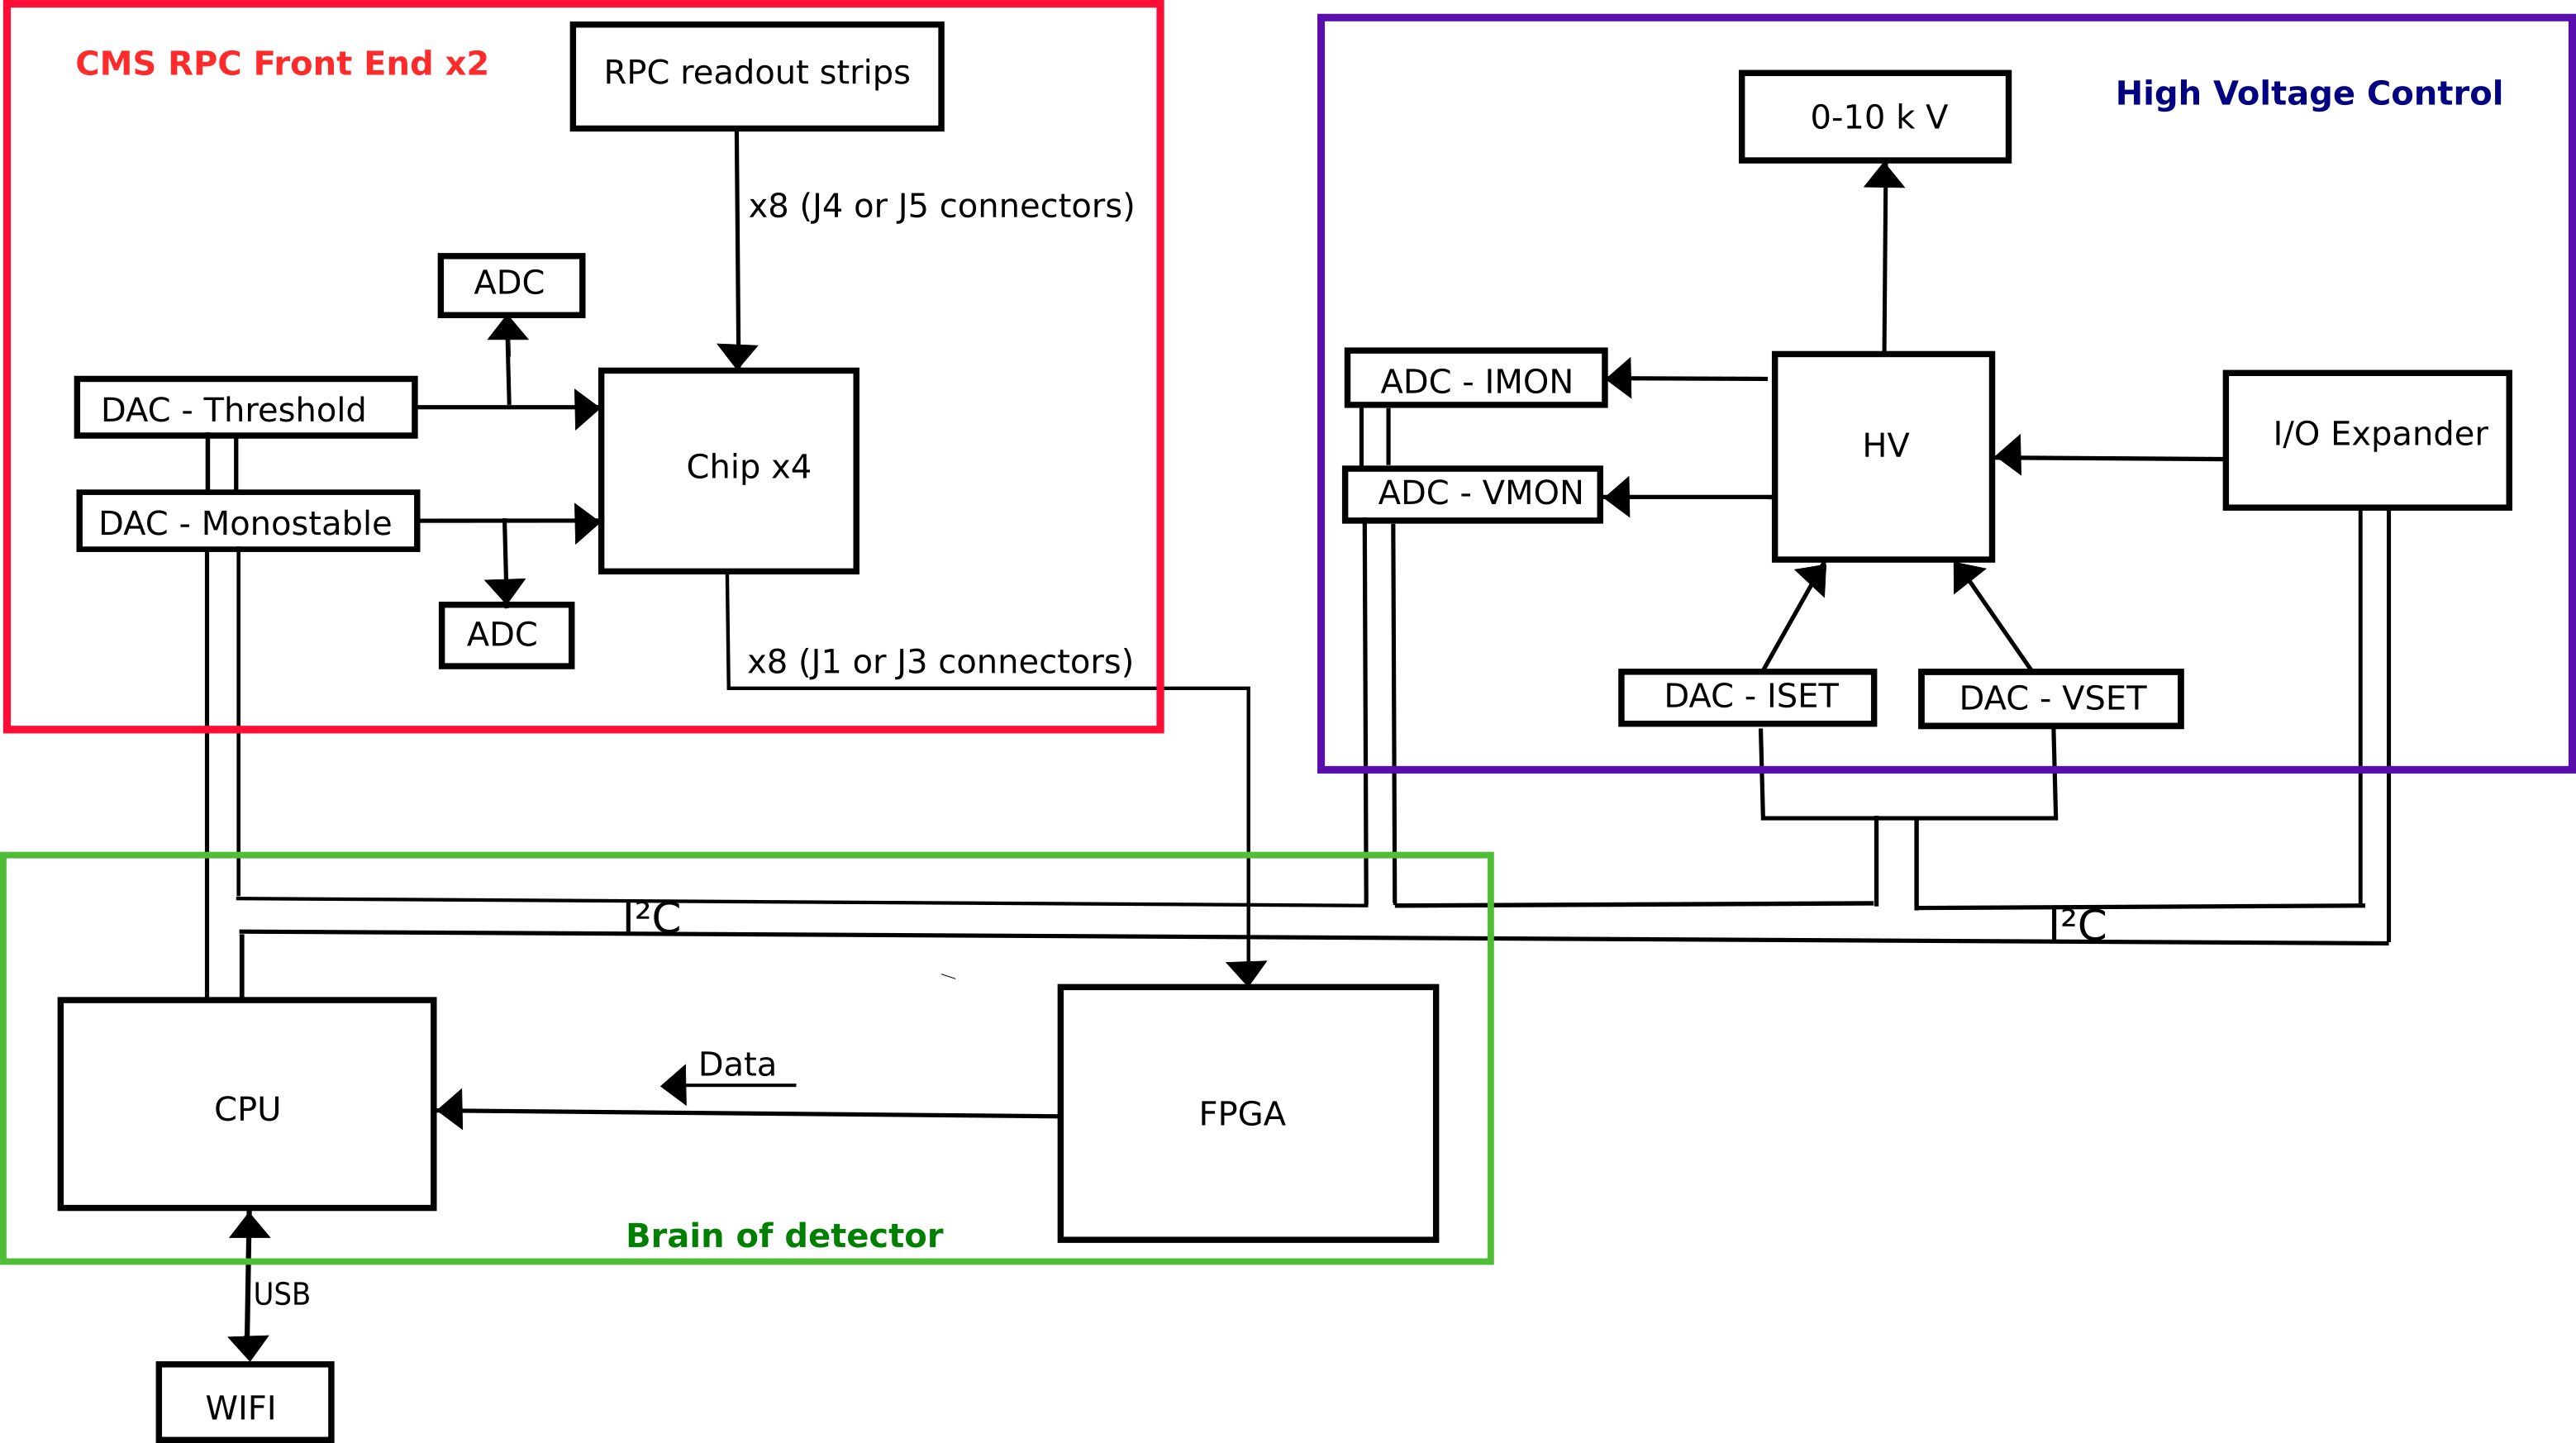 CMS RPC Front End x2
RPC readout strips
x8 (J4 or J5 connectors)
ADC
DAC - Threshold
Chip x4
DAC - Monostable
ADC
x8 (J1 or J3 connectors)
High Voltage Control
0-10 k V
ADC - IMON
HV
I/O Expander
ADC - VMON
DAC - ISET
DAC - VSET
I²C
I²C
CPU
Data
FPGA
Brain of detector
USB
WIFI